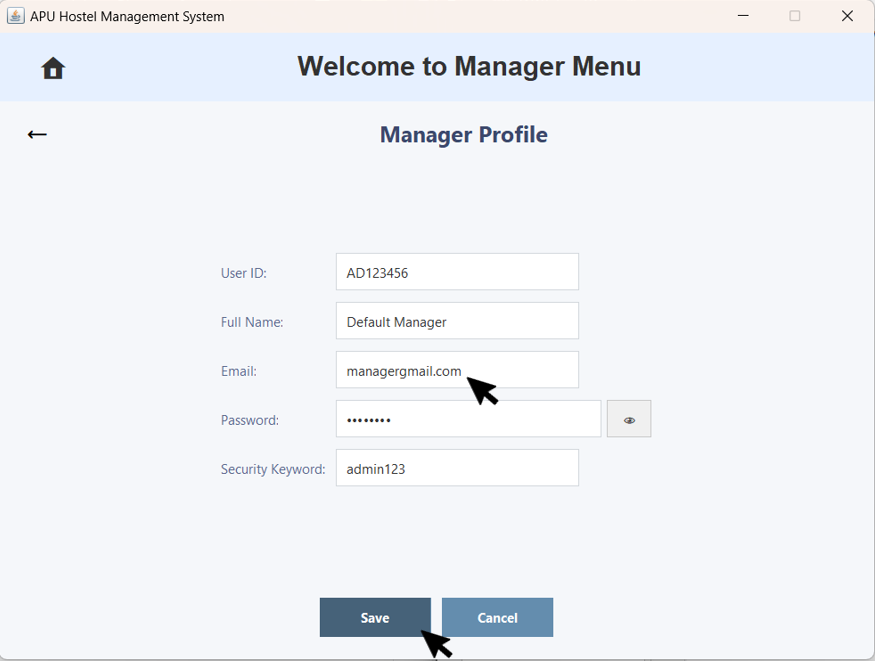 APU Hostel Management System
Welcome to Manager Menu
Manager Profile
User ID: AD123456
Full Name: Default Manager
Email: managergmail.com
Password: ••••••••
Security Keyword: admin123
Save Cancel